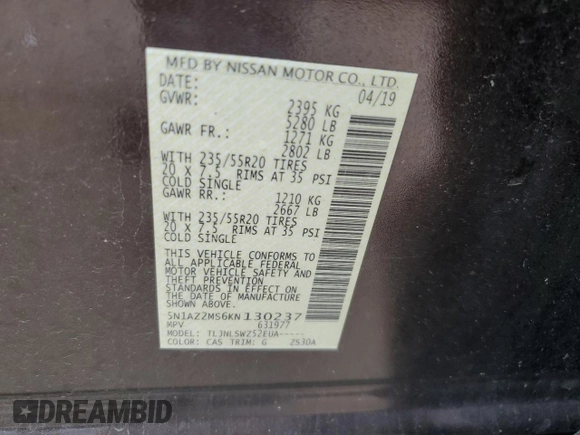 MFD BY NISSAN MOTOR CO., LTD.
DATE: 04/19
GVWR: 2395 KG
5280 LB
GAWR FR.: 1271 KG
2802 LB
WITH 235/55R20 TIRES
20 X 7.5 RIMS AT 35 PSI
COLD SINGLE
GAWR RR.: 1210 KG
2667 LB
WITH 235/55R20 TIRES
20 X 7.5 RIMS AT 35 PSI
COLD SINGLE
THIS VEHICLE CONFORMS TO
ALL APPLICABLE FEDERAL
MOTOR VEHICLE SAFETY AND
THEFT PREVENTION
STANDARDS IN EFFECT ON
THE DATE OF MANUFACTURE
SHOWN ABOVE.
5N1AZ2MS6KN130237
MPV 631977
MODEL: TLJNLSWZ52EUA-----
COLOR: CAS TRIM: G 2S30A
DREAMBID